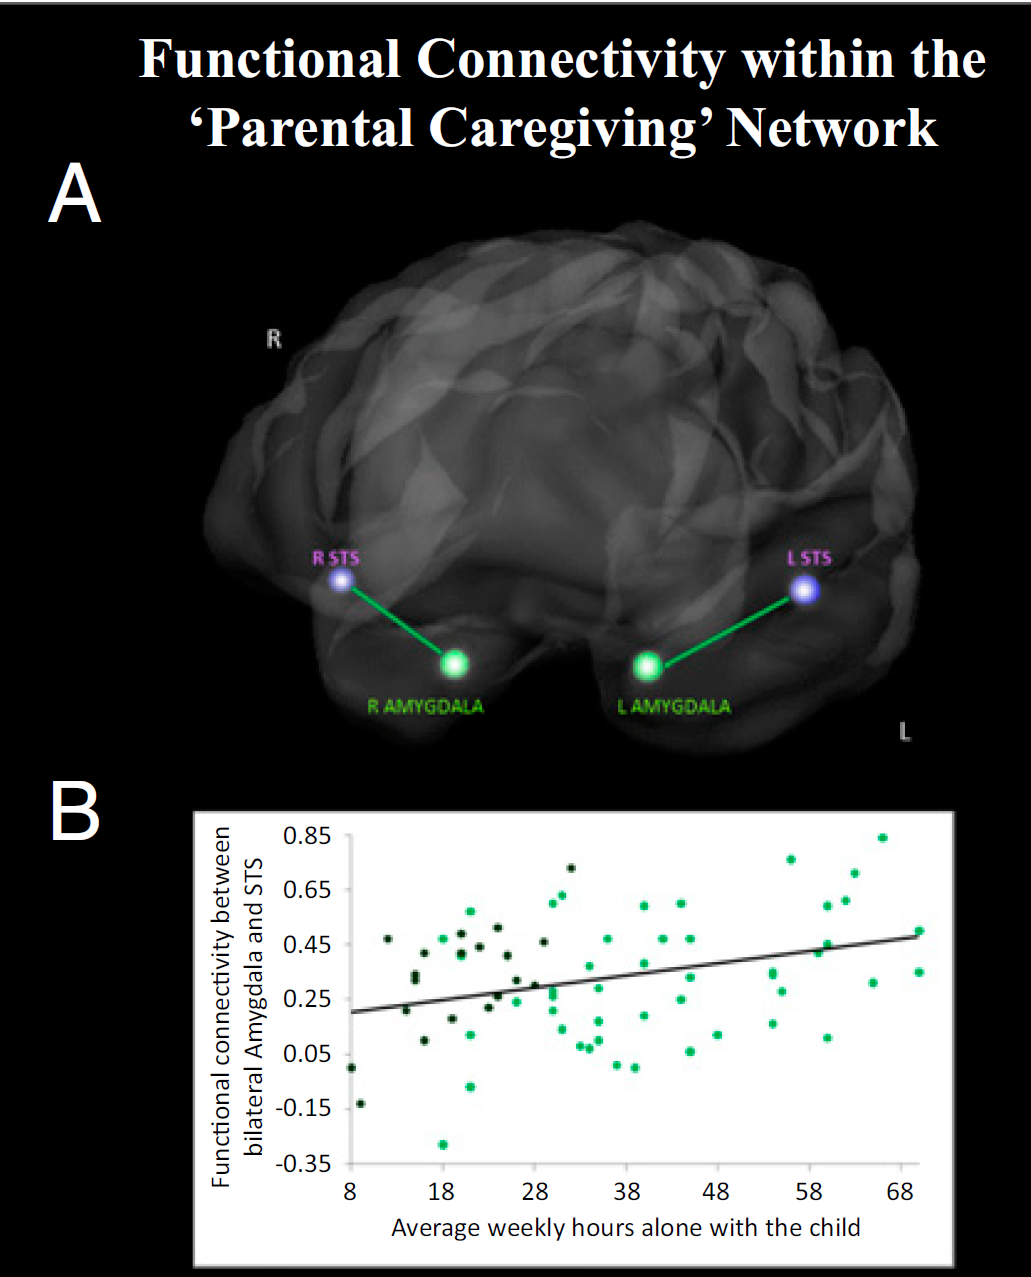 Functional Connectivity within the
‘Parental Caregiving’ Network
A
R
R STS
L STS
R AMYGDALA
L AMYGDALA
L
B
Functional connectivity between
bilateral Amygdala and STS
0.85
0.65
0.45
0.25
0.05
-0.15
-0.35
8 18 28 38 48 58 68
Average weekly hours alone with the child